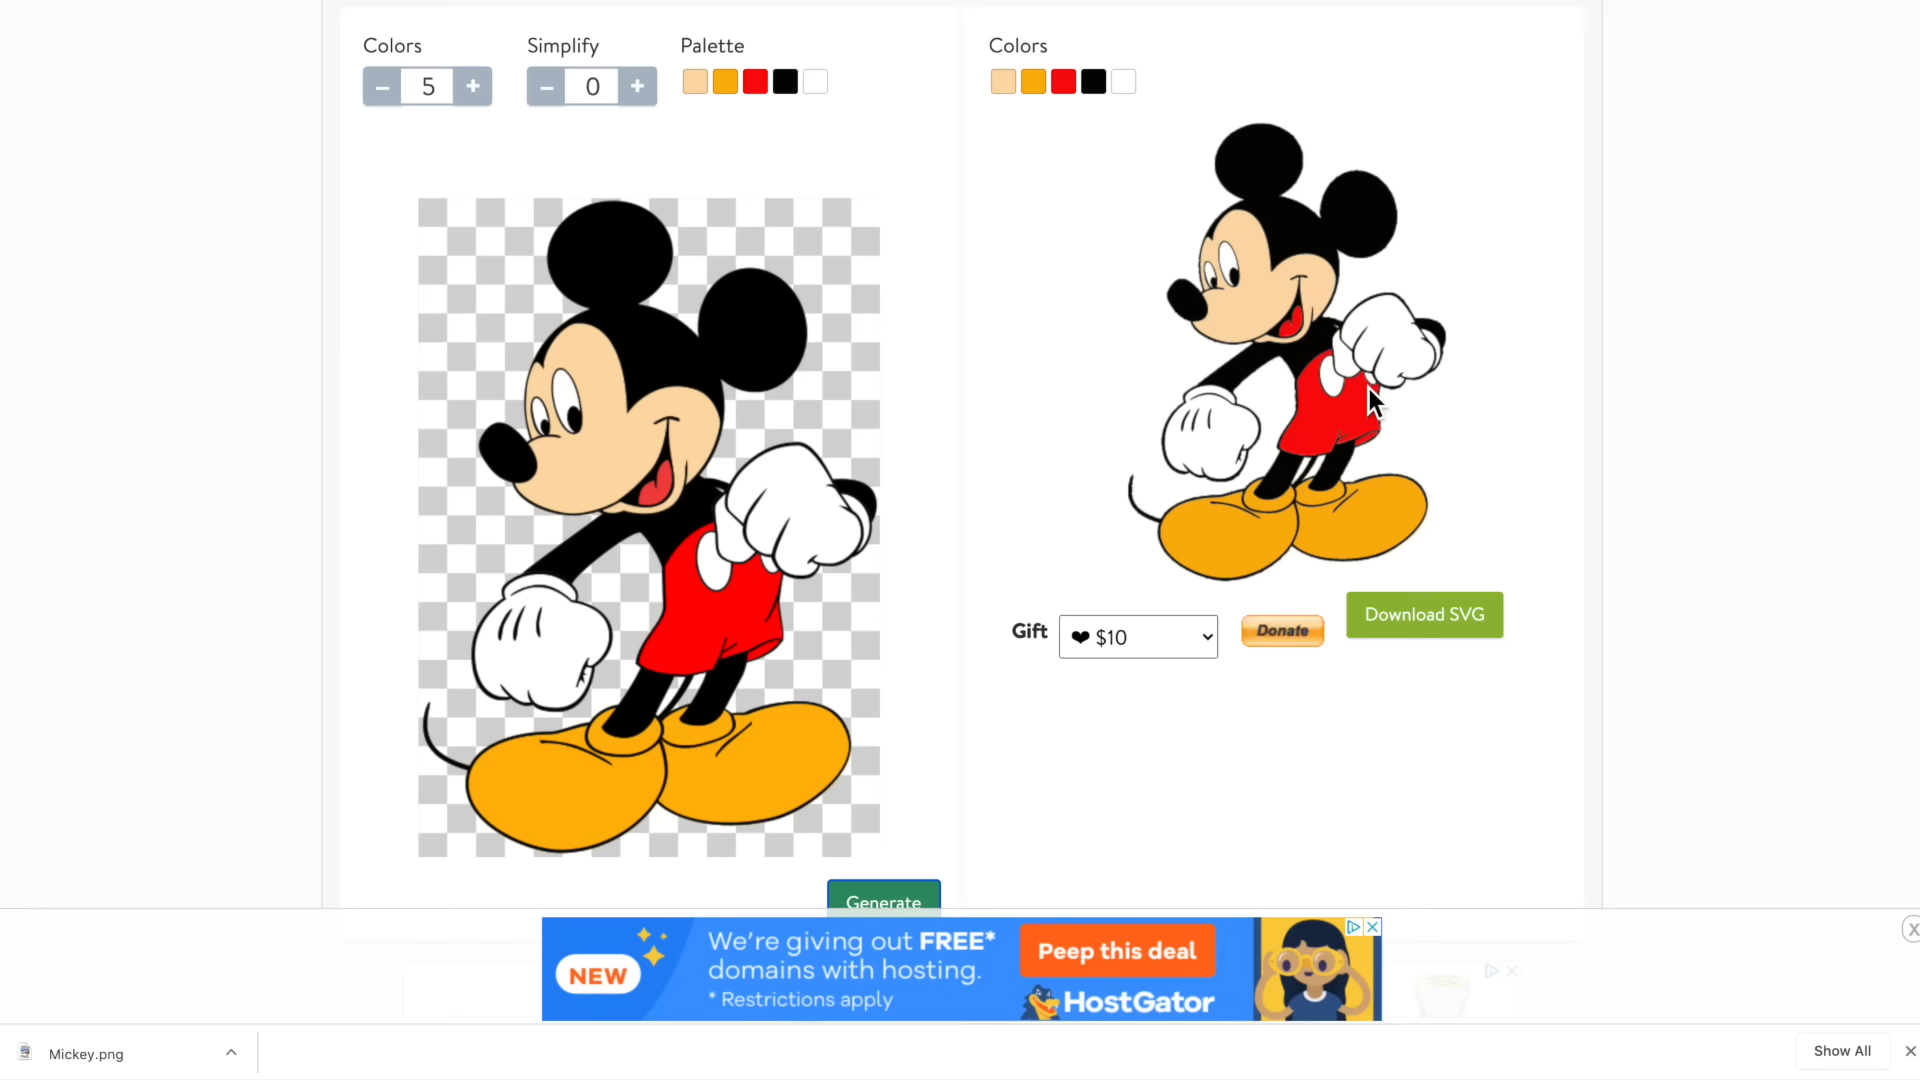 Colors
Simplify
Palette
– 5 +
– 0 +
Colors
Gift
❤ $10
Donate
Download SVG
Generate
NEW
We're giving out FREE*
domains with hosting.
* Restrictions apply
Peep this deal
HostGator
X
Mickey.png
Show All